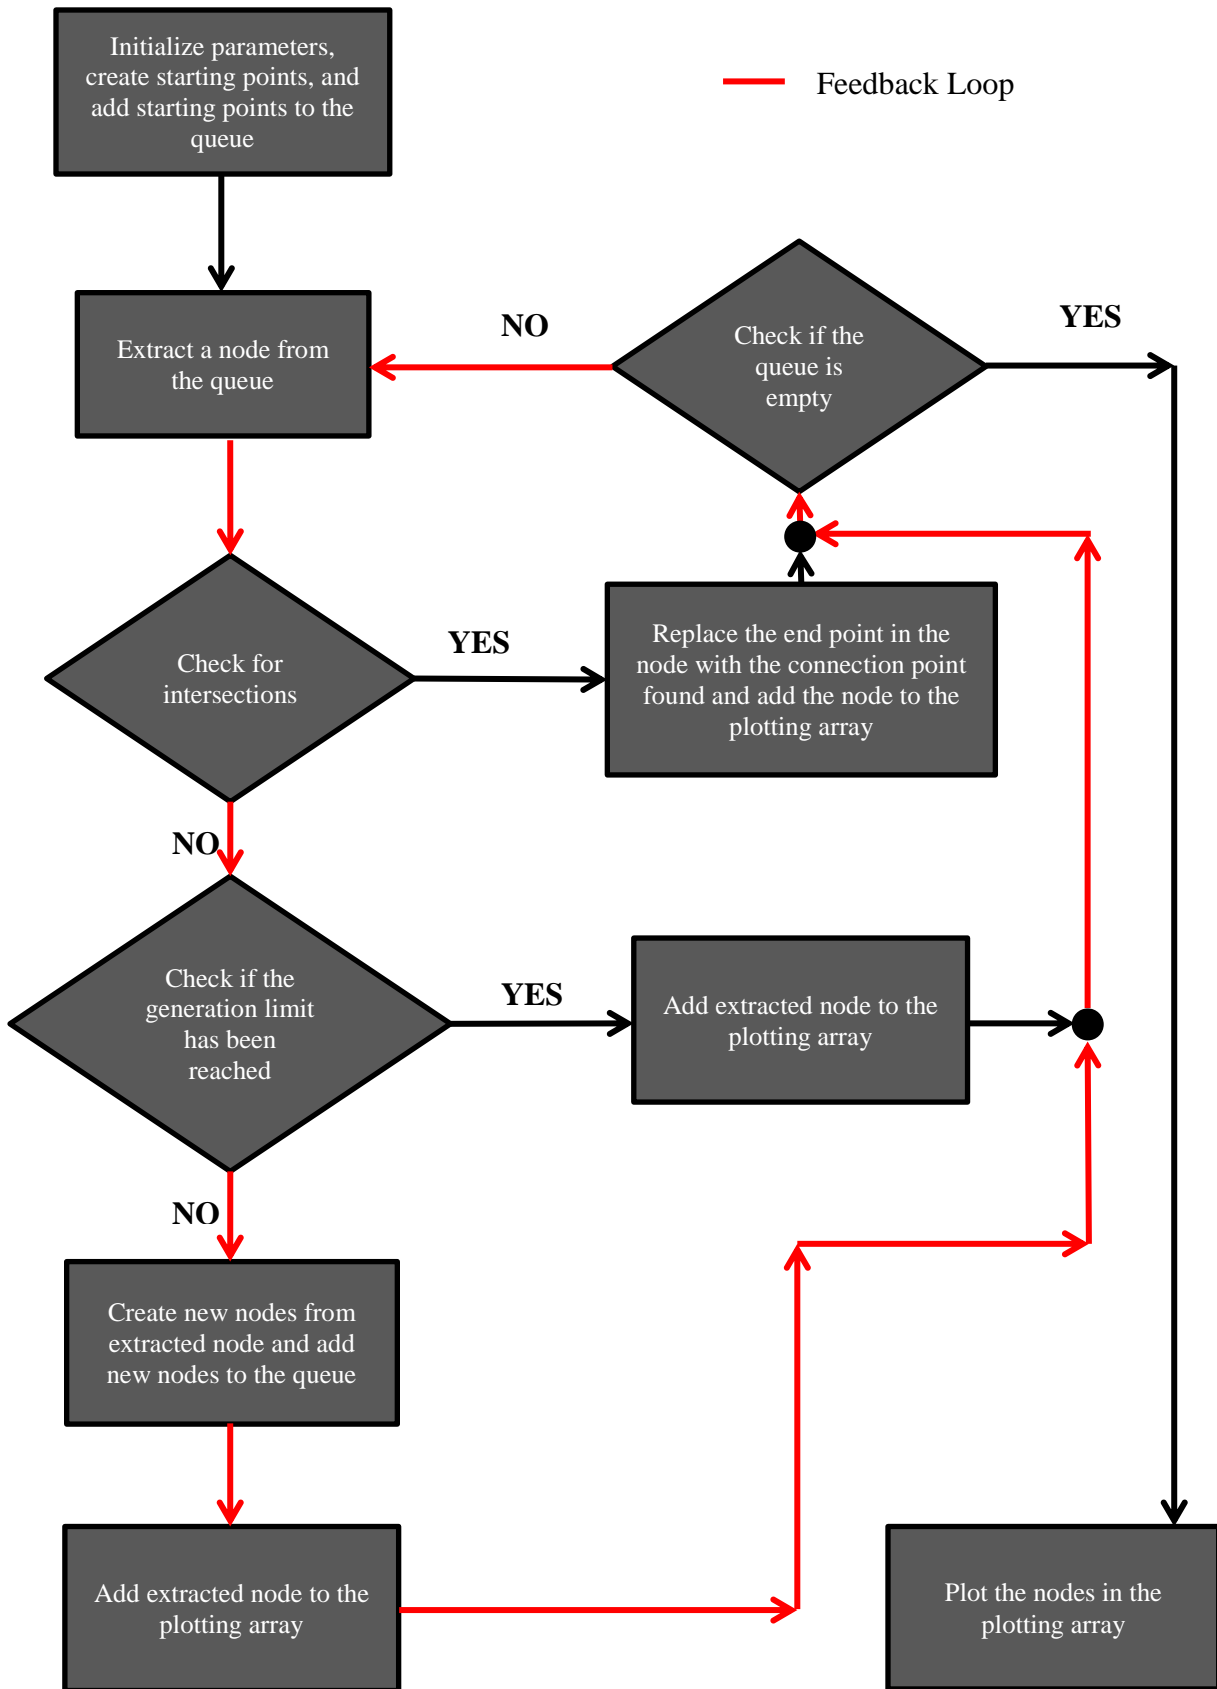 Initialize parameters,
create starting points, and
add starting points to the
queue
Feedback Loop
Extract a node from
the queue
NO
Check if the
queue is
empty
YES
Check for
intersections
YES
Replace the end point in the
node with the connection point
found and add the node to the
plotting array
NO
Check if the
generation limit
has been
reached
YES
Add extracted node to the
plotting array
NO
Create new nodes from
extracted node and add
new nodes to the queue
Add extracted node to the
plotting array
Plot the nodes in the
plotting array